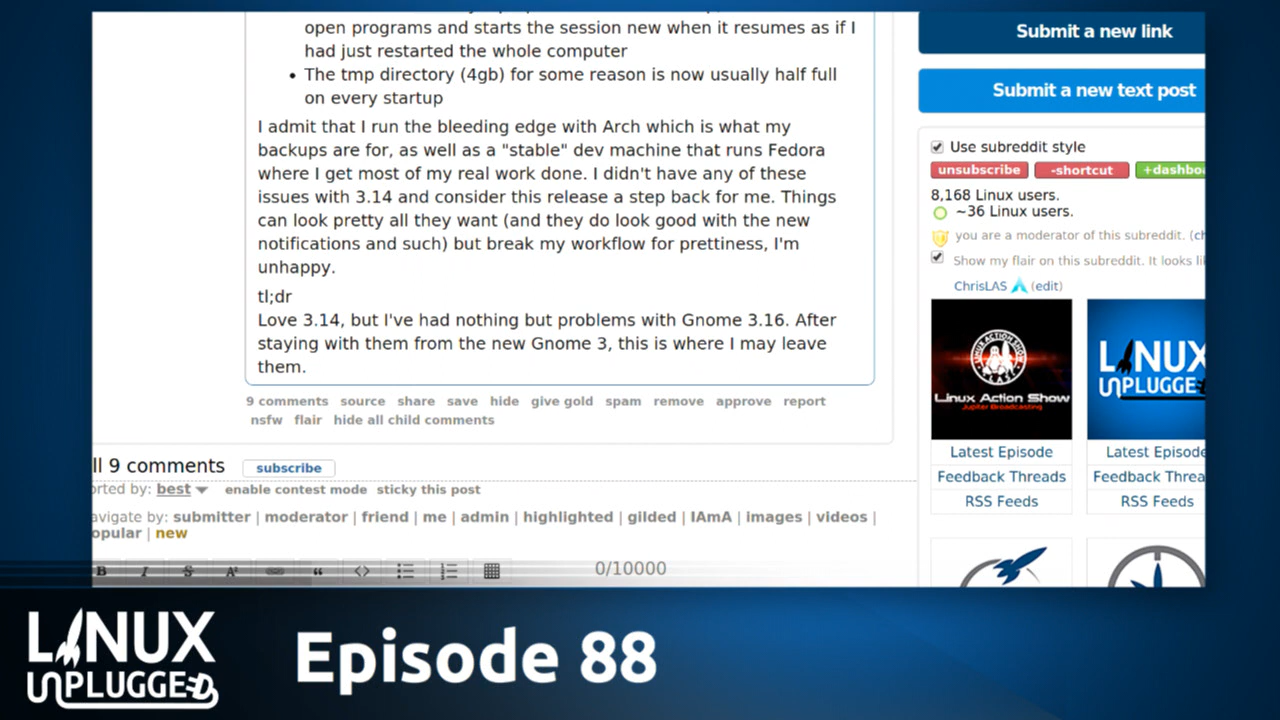 open programs and starts the session new when it resumes as if I
had just restarted the whole computer
• The tmp directory (4gb) for some reason is now usually half full
on every startup
I admit that I run the bleeding edge with Arch which is what my
backups are for, as well as a "stable" dev machine that runs Fedora
where I get most of my real work done. I didn't have any of these
issues with 3.14 and consider this release a step back for me. Things
can look pretty all they want (and they do look good with the new
notifications and such) but break my workflow for prettiness, I'm
unhappy.
tl;dr
Love 3.14, but I've had nothing but problems with Gnome 3.16. After
staying with them from the new Gnome 3, this is where I may leave
them.
9 comments source share save hide give gold spam remove approve report
nsfw flair hide all child comments
ll 9 comments subscribe
orted by: best enable contest mode sticky this post
avigate by: submitter | moderator | friend | me | admin | highlighted | gilded | IAmA | images | videos |
opular | new
B I S A " <> 0/10000
Submit a new link
Submit a new text post
Use subreddit style
unsubscribe -shortcut +dashboa
8,168 Linux users.
~36 Linux users.
you are a moderator of this subreddit. (ch
Show my flair on this subreddit. It looks li
ChrisLAS (edit)
LINUX ACTION SHOW
L.A.S.
Linux Action Show
Jupiter Broadcasting
LINUX
UNPLUGGED
Latest Episode Latest Episode
Feedback Threads Feedback Threa
RSS Feeds RSS Feeds
LINUX
UNPLUGGED
Episode 88